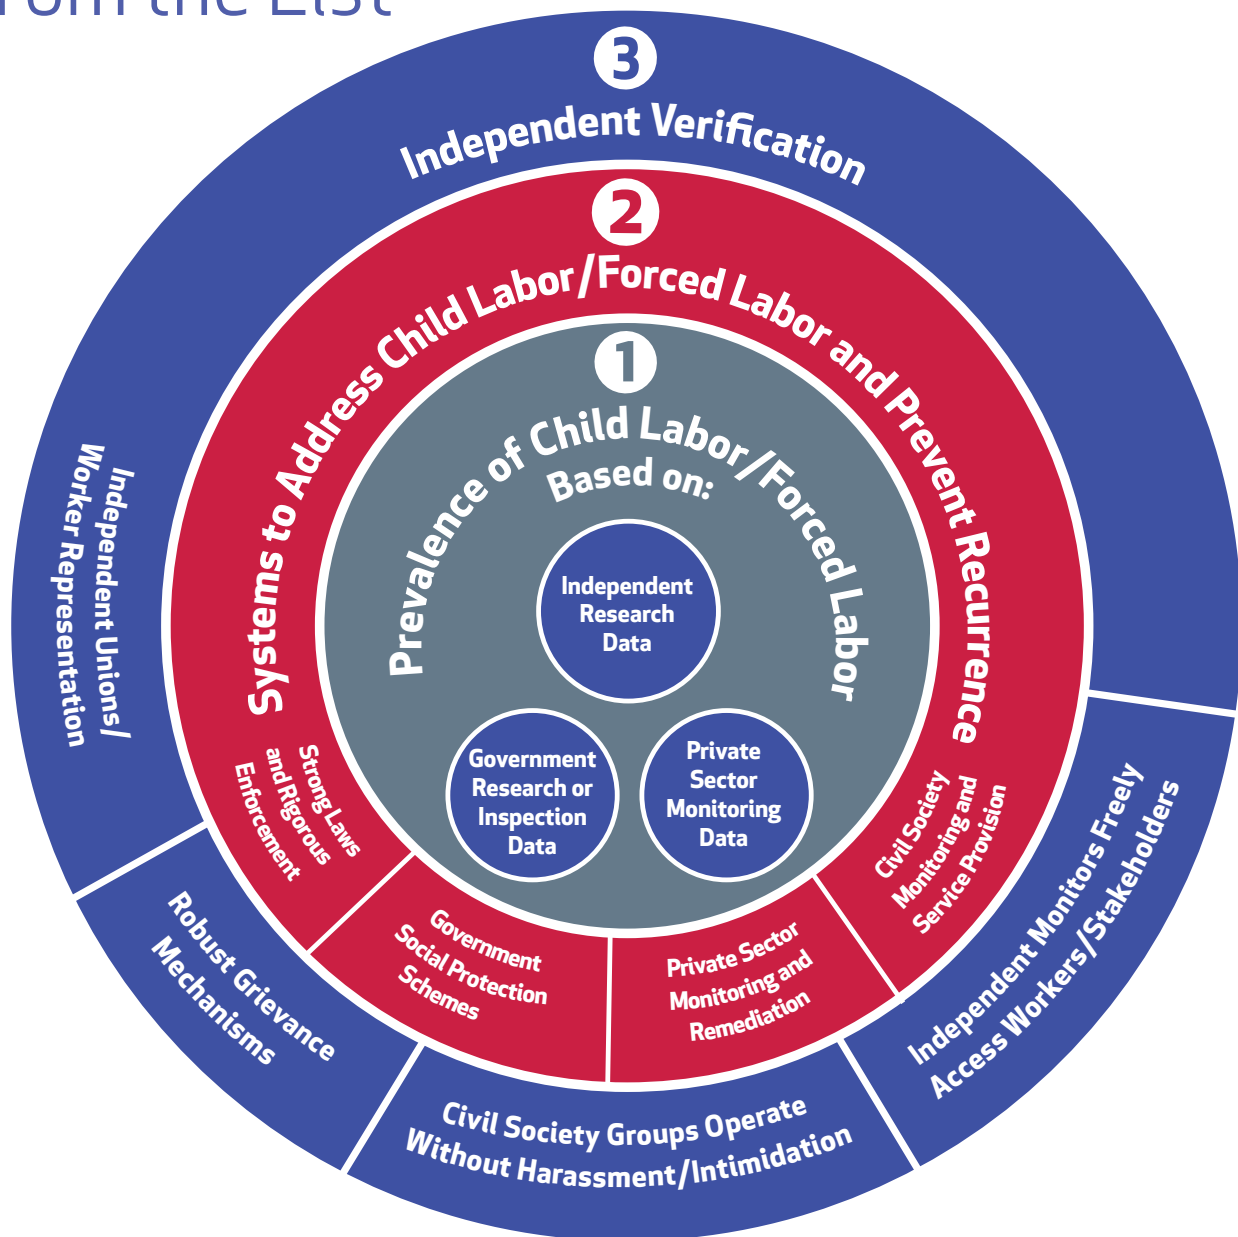 from the List
3
Independent Verification
2
Systems to Address Child Labor/Forced Labor and Prevent Recurrence
1
Prevalence of Child Labor/Forced Labor
Based on:
Independent
Research
Data
Government
Research or
Inspection
Data
Private
Sector
Monitoring
Data
Strong Laws
and Rigorous
Enforcement
Government
Social Protection
Schemes
Private Sector
Monitoring and
Remediation
Civil Society
Monitoring and
Service Provision
Independent Unions/
Worker Representation
Robust Grievance
Mechanisms
Civil Society Groups Operate
Without Harassment/Intimidation
Independent Monitors Freely
Access Workers/Stakeholders